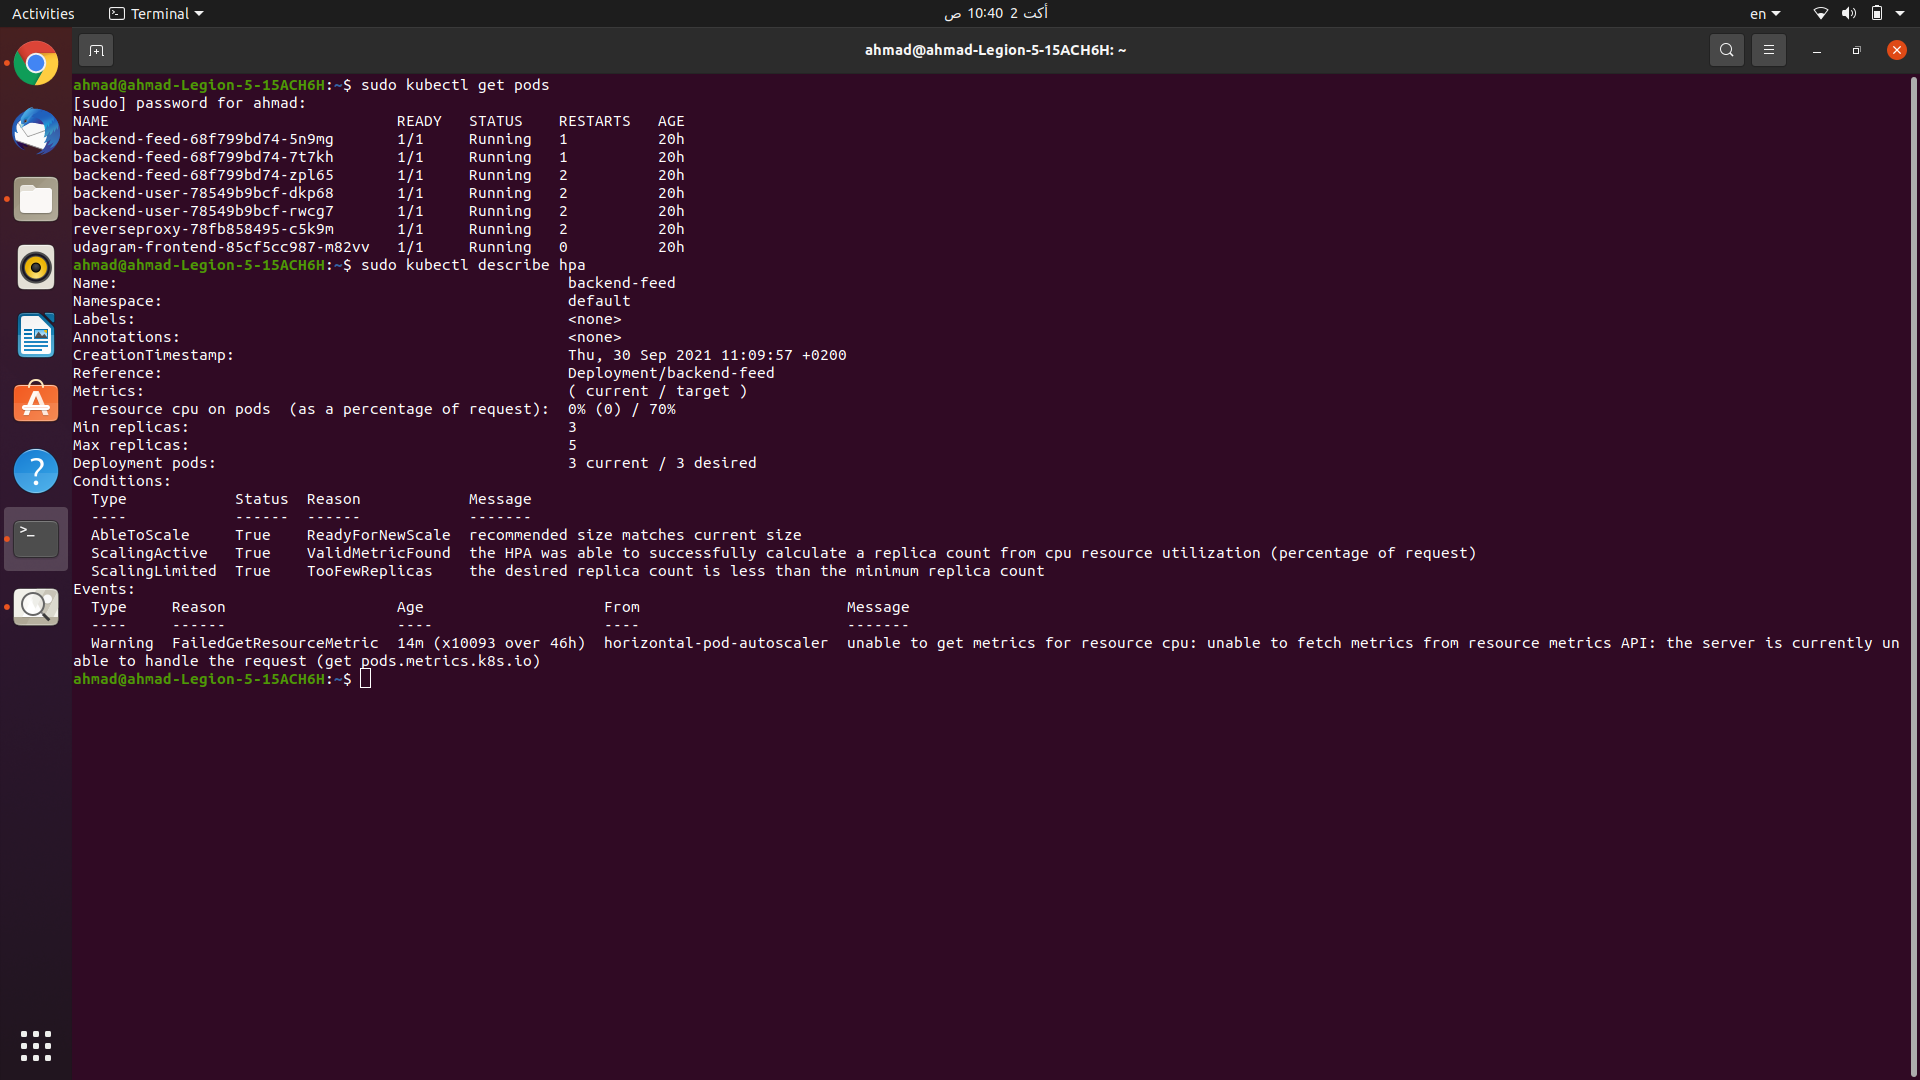 Activities Terminal أكت 2 10:40 ص en
ahmad@ahmad-Legion-5-15ACH6H: ~
ahmad@ahmad-Legion-5-15ACH6H:~$ sudo kubectl get pods
[sudo] password for ahmad:
NAME READY STATUS RESTARTS AGE
backend-feed-68f799bd74-5n9mg 1/1 Running 1 20h
backend-feed-68f799bd74-7t7kh 1/1 Running 1 20h
backend-feed-68f799bd74-zpl65 1/1 Running 2 20h
backend-user-78549b9bcf-dkp68 1/1 Running 2 20h
backend-user-78549b9bcf-rwcg7 1/1 Running 2 20h
reverseproxy-78fb858495-c5k9m 1/1 Running 2 20h
udagram-frontend-85cf5cc987-m82vv 1/1 Running 0 20h
ahmad@ahmad-Legion-5-15ACH6H:~$ sudo kubectl describe hpa
Name: backend-feed
Namespace: default
Labels: <none>
Annotations: <none>
CreationTimestamp: Thu, 30 Sep 2021 11:09:57 +0200
Reference: Deployment/backend-feed
Metrics: ( current / target )
resource cpu on pods (as a percentage of request): 0% (0) / 70%
Min replicas: 3
Max replicas: 5
Deployment pods: 3 current / 3 desired
Conditions:
Type Status Reason Message
---- ------ ------ -------
AbleToScale True ReadyForNewScale recommended size matches current size
ScalingActive True ValidMetricFound the HPA was able to successfully calculate a replica count from cpu resource utilization (percentage of request)
ScalingLimited True TooFewReplicas the desired replica count is less than the minimum replica count
Events:
Type Reason Age From Message
---- ------ ---- ---- -------
Warning FailedGetResourceMetric 14m (x10093 over 46h) horizontal-pod-autoscaler unable to get metrics for resource cpu: unable to fetch metrics from resource metrics API: the server is currently un
able to handle the request (get pods.metrics.k8s.io)
ahmad@ahmad-Legion-5-15ACH6H:~$